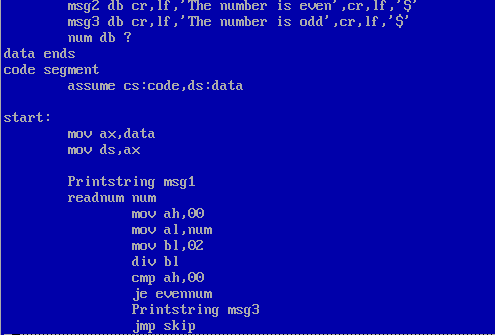 msg2 db cr,lf,'The number is even',cr,lf,'$'
msg3 db cr,lf,'The number is odd',cr,lf,'$'
num db ?
data ends
code segment
assume cs:code,ds:data
start:
mov ax,data
mov ds,ax
Printstring msg1
readnum num
mov ah,00
mov al,num
mov bl,02
div bl
cmp ah,00
je evennum
Printstring msg3
jmp skip